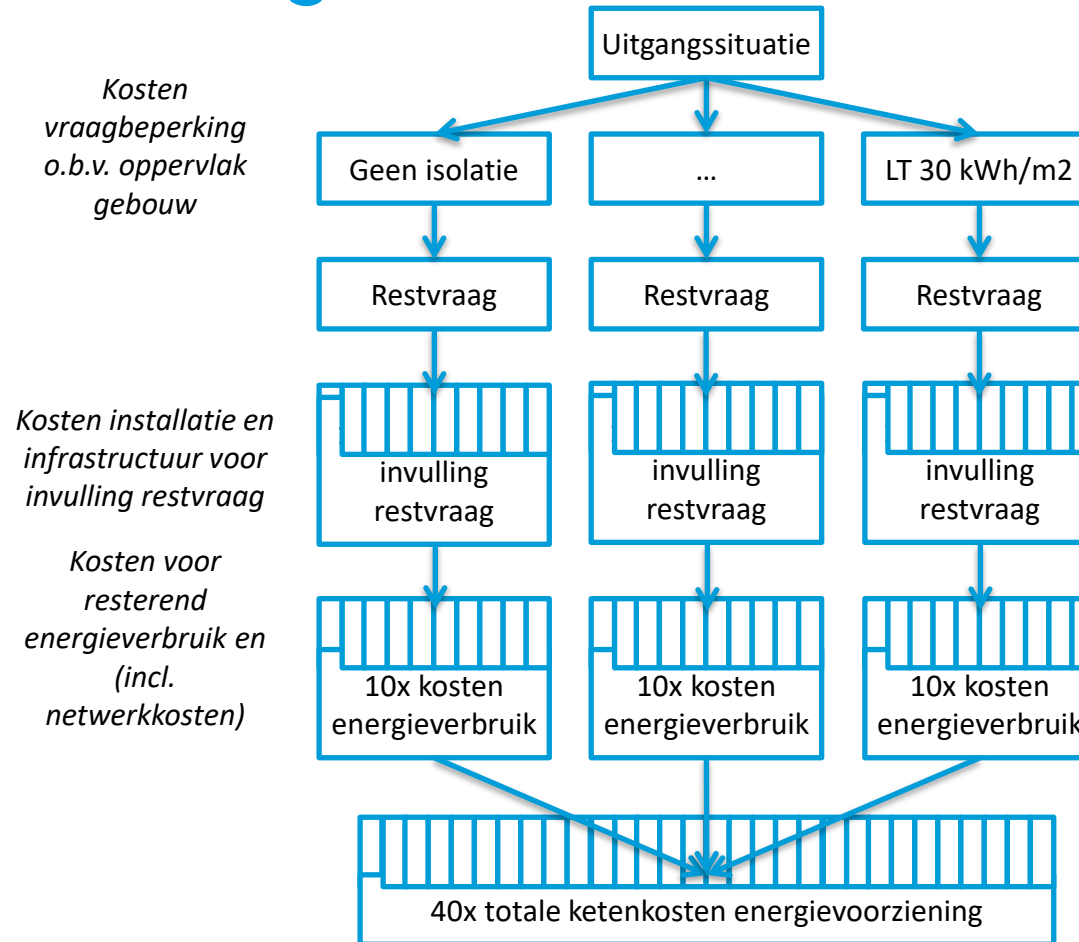 Uitgangssituatie
Kosten
vraagbeperking
o.b.v. oppervlak
gebouw
Geen isolatie
...
LT 30 kWh/m2
Restvraag
Restvraag
Restvraag
Kosten installatie en
infrastructuur voor
invulling restvraag
invulling
restvraag
invulling
restvraag
invulling
restvraag
Kosten voor
resterend
energieverbruik en
(incl.
netwerkkosten)
10x kosten
energieverbruik
10x kosten
energieverbruik
10x kosten
energieverbruik
40x totale ketenkosten energievoorziening